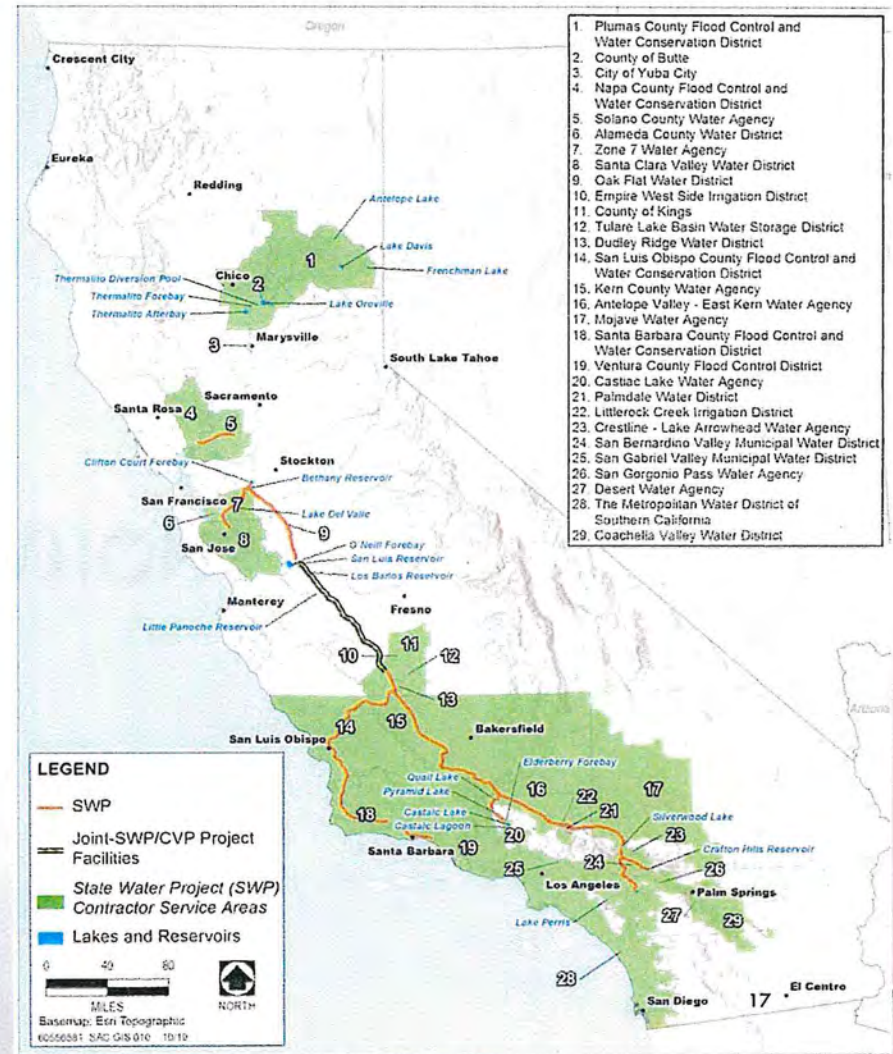 Oregon
Crescent City
Eureka
Redding
Antelope Lake
Lake Davis
Frenchman Lake
1
Chico
2
Thermalito Diversion Pool
Thermalito Forebay
Thermalito Afterbay
Lake Oroville
3
Marysville
South Lake Tahoe
Sacramento
Santa Rosa
4
5
Clifton Court Forebay
Stockton
Bethany Reservoir
San Francisco
7
Lake Del Valle
6
9
8
San Jose
O'Neill Forebay
San Luis Reservoir
Los Banos Reservoir
Monterey
Fresno
Little Panoche Reservoir
10
11
12
13
Arizona
14
15
San Luis Obispo
Bakersfield
Elderberry Forebay
Quail Lake
16
17
Pyramid Lake
22
21
Castaic Lake
Silverwood Lake
Castaic Lagoon
18
20
23
Santa Barbara
19
Crafton Hills Reservoir
24
25
26
Los Angeles
Palm Springs
27
29
Lake Perris
28
San Diego
17
El Centro
1. Plumas County Flood Control and
Water Conservation District
2. County of Butte
3. City of Yuba City
4. Napa County Flood Control and
Water Conservation District
5. Solano County Water Agency
6. Alameda County Water District
7. Zone 7 Water Agency
8. Santa Clara Valley Water District
9. Oak Flat Water District
10. Empire West Side Irrigation District
11. County of Kings
12. Tulare Lake Basin Water Storage District
13. Dudley Ridge Water District
14. San Luis Obispo County Flood Control and
Water Conservation District
15. Kern County Water Agency
16. Antelope Valley - East Kern Water Agency
17. Mojave Water Agency
18. Santa Barbara County Flood Control and
Water Conservation District
19. Ventura County Flood Control District
20. Castiac Lake Water Agency
21. Palmdale Water District
22. Littlerock Creek Irrigation District
23. Crestline - Lake Arrowhead Water Agency
24. San Bernardino Valley Municipal Water District
25. San Gabriel Valley Municipal Water District
26. San Gorgonio Pass Water Agency
27. Desert Water Agency
28. The Metropolitan Water District of
Southern California
29. Coachella Valley Water District
LEGEND
SWP
Joint-SWP/CVP Project
Facilities
State Water Project (SWP)
Contractor Service Areas
Lakes and Reservoirs
0 40 80
MILES
NORTH
Basemap: Esri Topographic
60556581 SAC GIS 010 10/19